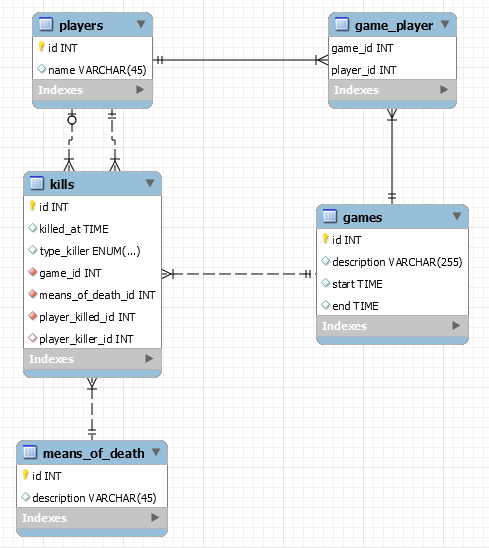 players
id INT
name VARCHAR(45)
Indexes
game_player
game_id INT
player_id INT
Indexes
kills
id INT
killed_at TIME
type_killer ENUM(...)
game_id INT
means_of_death_id INT
player_killed_id INT
player_killer_id INT
Indexes
games
id INT
description VARCHAR(255)
start TIME
end TIME
Indexes
means_of_death
id INT
description VARCHAR(45)
Indexes